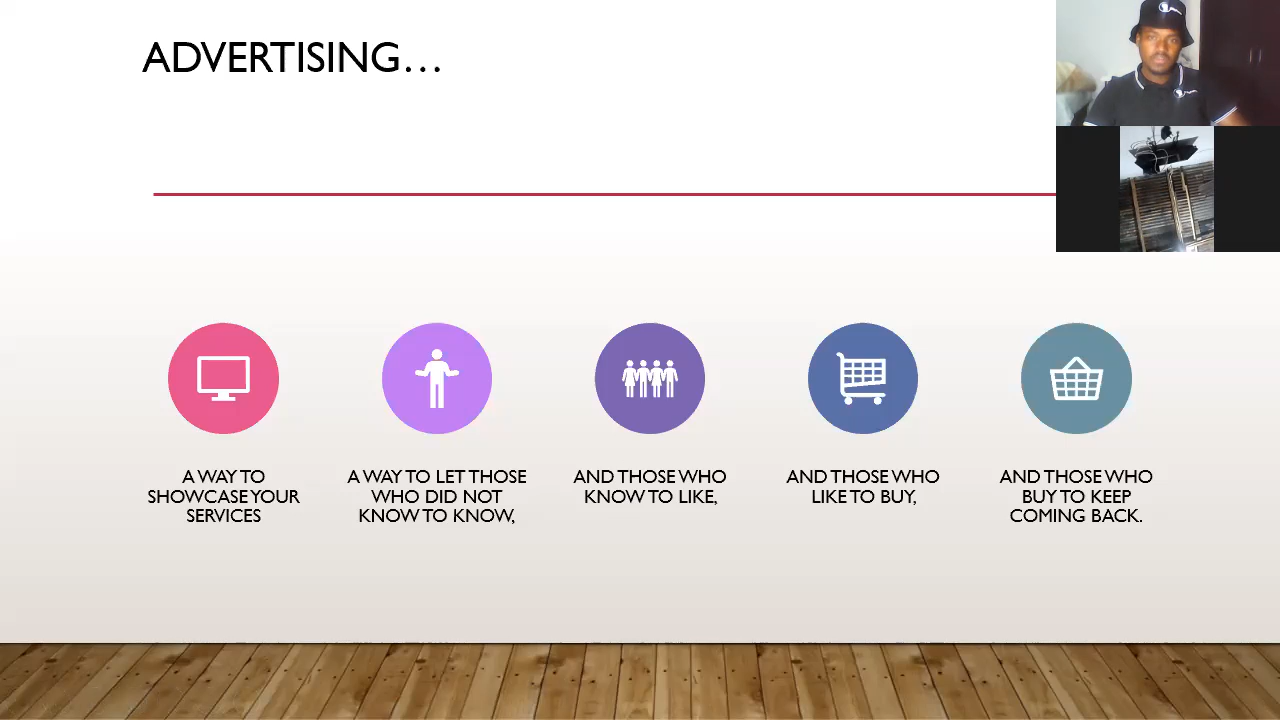 ADVERTISING…
A WAY TO
SHOWCASE YOUR
SERVICES
A WAY TO LET THOSE
WHO DID NOT
KNOW TO KNOW,
AND THOSE WHO
KNOW TO LIKE,
AND THOSE WHO
LIKE TO BUY,
AND THOSE WHO
BUY TO KEEP
COMING BACK.